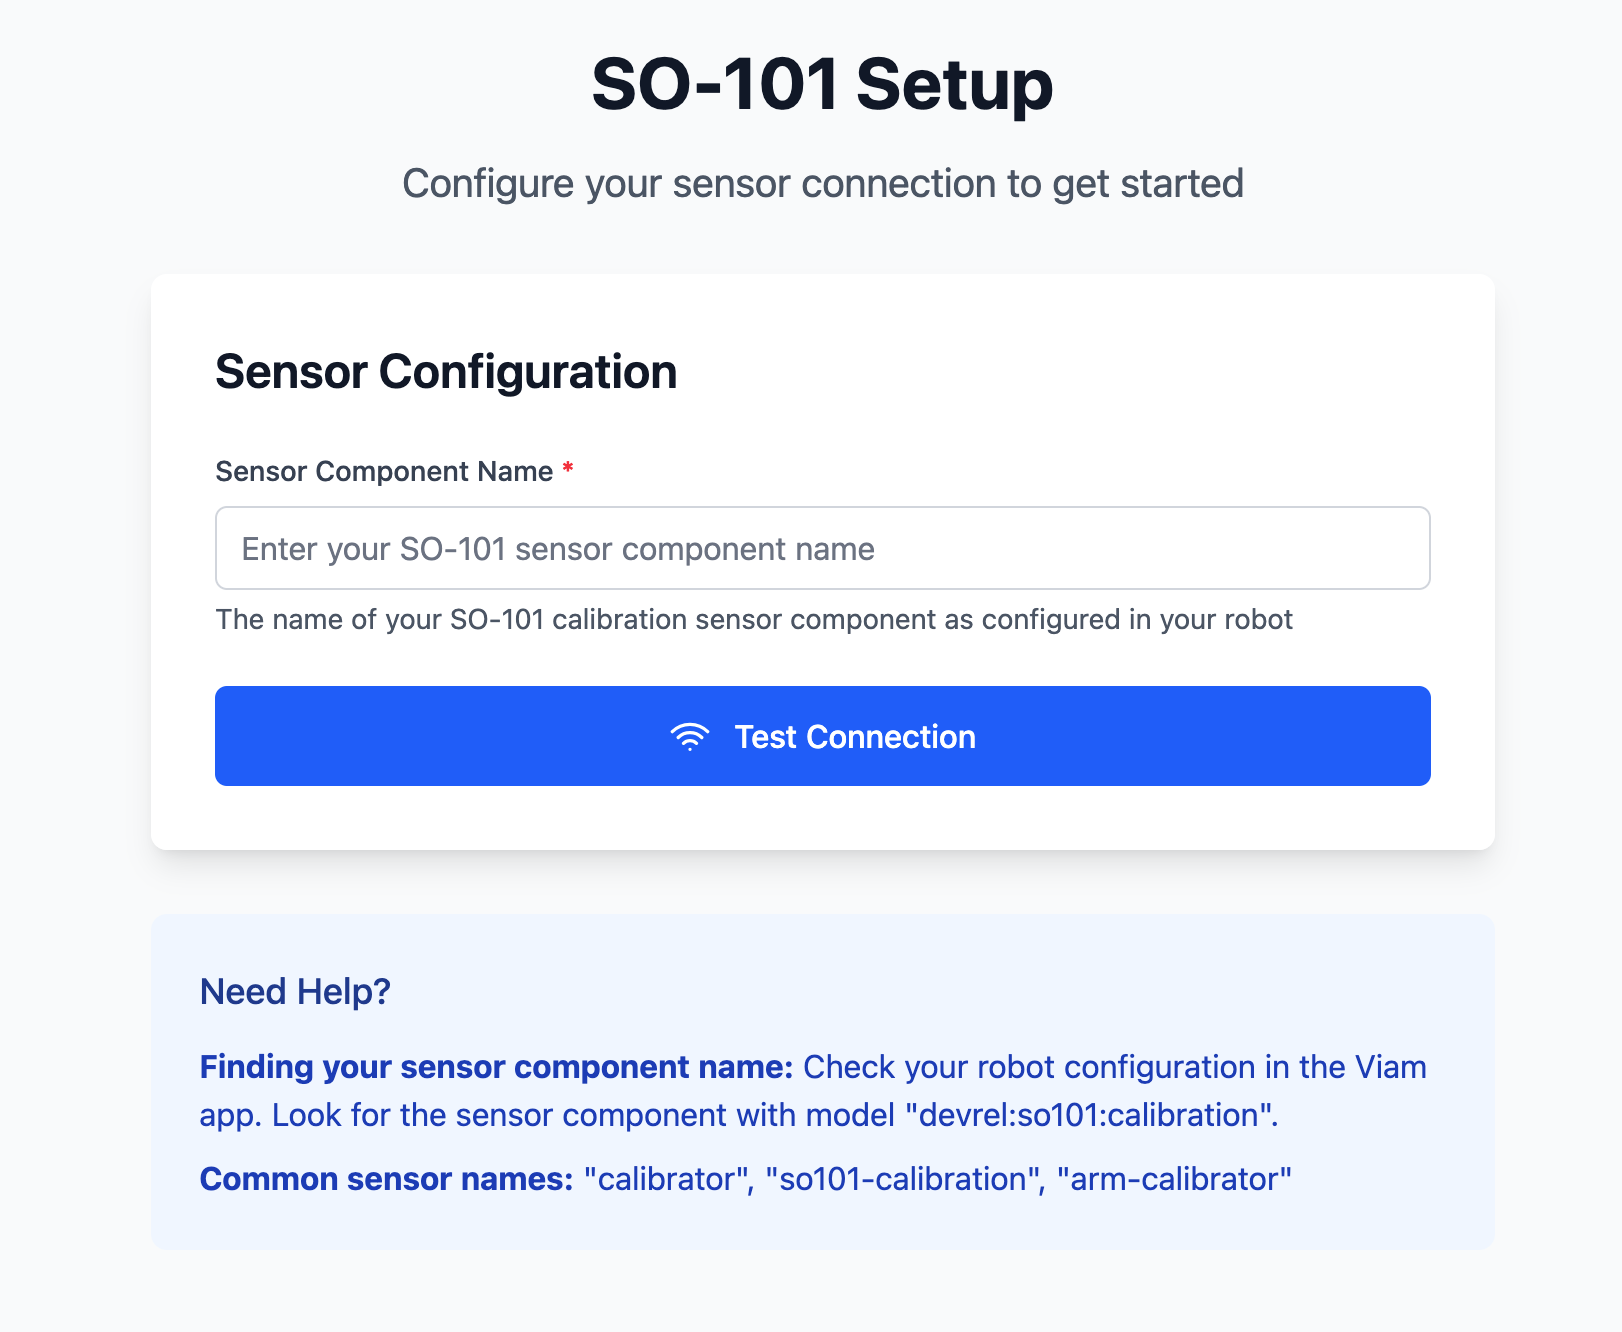 SO-101 Setup
Configure your sensor connection to get started
Sensor Configuration
Sensor Component Name *
Enter your SO-101 sensor component name
The name of your SO-101 calibration sensor component as configured in your robot
Test Connection
Need Help?
Finding your sensor component name: Check your robot configuration in the Viam
app. Look for the sensor component with model "devrel:so101:calibration".
Common sensor names: "calibrator", "so101-calibration", "arm-calibrator"